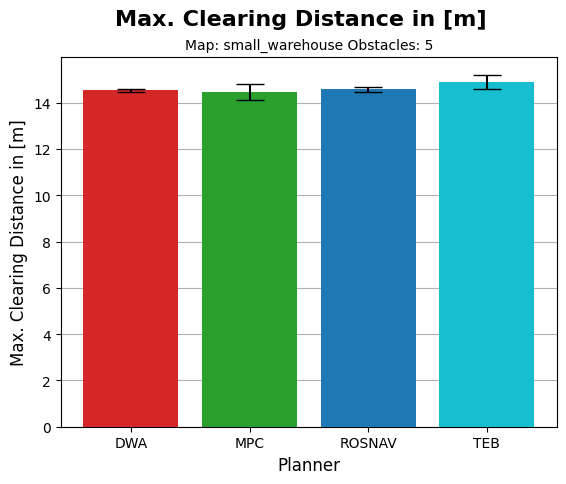 Max. Clearing Distance in [m]
Map: small_warehouse Obstacles: 5
Max. Clearing Distance in [m]
14
12
10
8
6
4
2
0
DWA MPC ROSNAV TEB
Planner